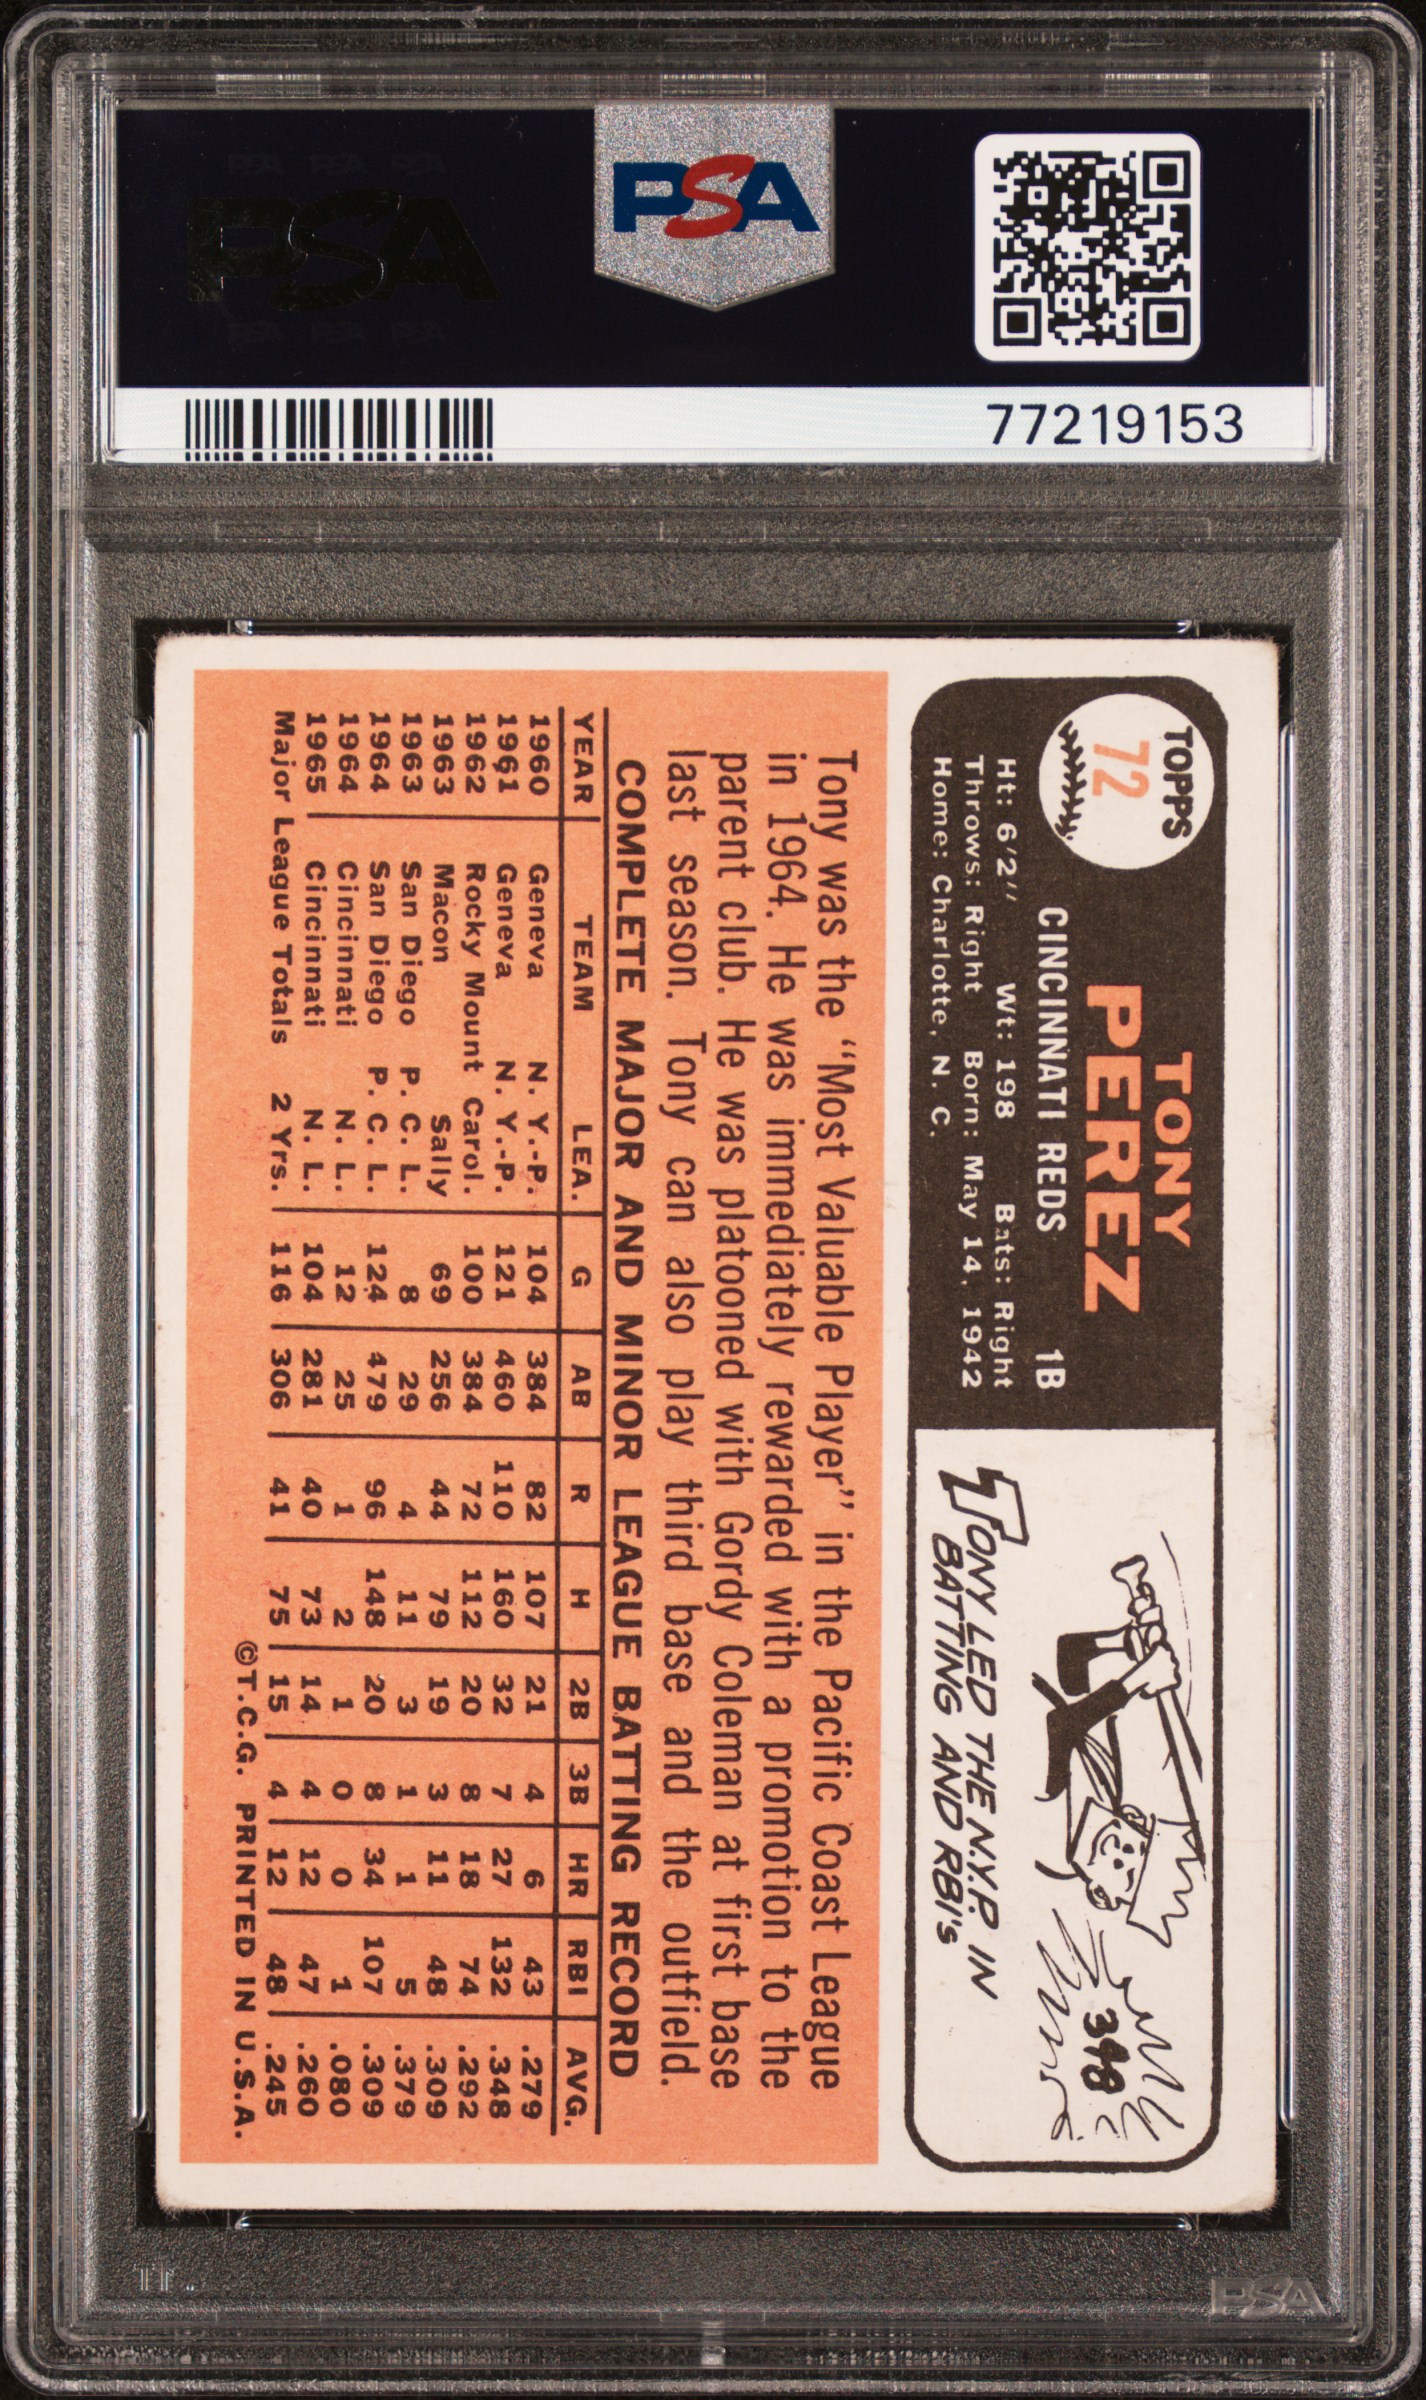 PSA
PSA
77219153
TOPPS
72
TONY
PEREZ
CINCINNATI REDS 1B
Ht: 6'2" Wt: 198 Bats: Right
Throws: Right Born: May 14, 1942
Home: Charlotte, N. C.
TONY LED THE N.Y.P. IN
BATTING AND RBI's
398
Tony was the "Most Valuable Player" in the Pacific Coast League
in 1964. He was immediately rewarded with a promotion to the
parent club. He was platooned with Gordy Coleman at first base
last season. Tony can also play third base and the outfield.
COMPLETE MAJOR AND MINOR LEAGUE BATTING RECORD
YEAR TEAM LEA. G AB R H 2B 3B HR RBI AVG.
1960 Geneva N. Y.-P. 104 384 82 107 21 4 6 43 .279
1961 Geneva N. Y.-P. 121 460 110 160 32 7 27 132 .348
1962 Rocky Mount Carol. 100 384 72 112 20 8 18 74 .292
1963 Macon Sally 69 256 44 79 19 3 11 48 .309
1963 San Diego P. C. L. 8 29 4 11 3 1 1 5 .379
1964 San Diego P. C. L. 124 479 96 148 20 8 34 107 .309
1964 Cincinnati N. L. 12 25 1 2 1 0 0 1 .080
1965 Cincinnati N. L. 104 281 40 73 14 4 12 47 .260
Major League Totals 2 Yrs. 116 306 41 75 15 4 12 48 .245
©T.C.G. PRINTED IN U.S.A.
PSA